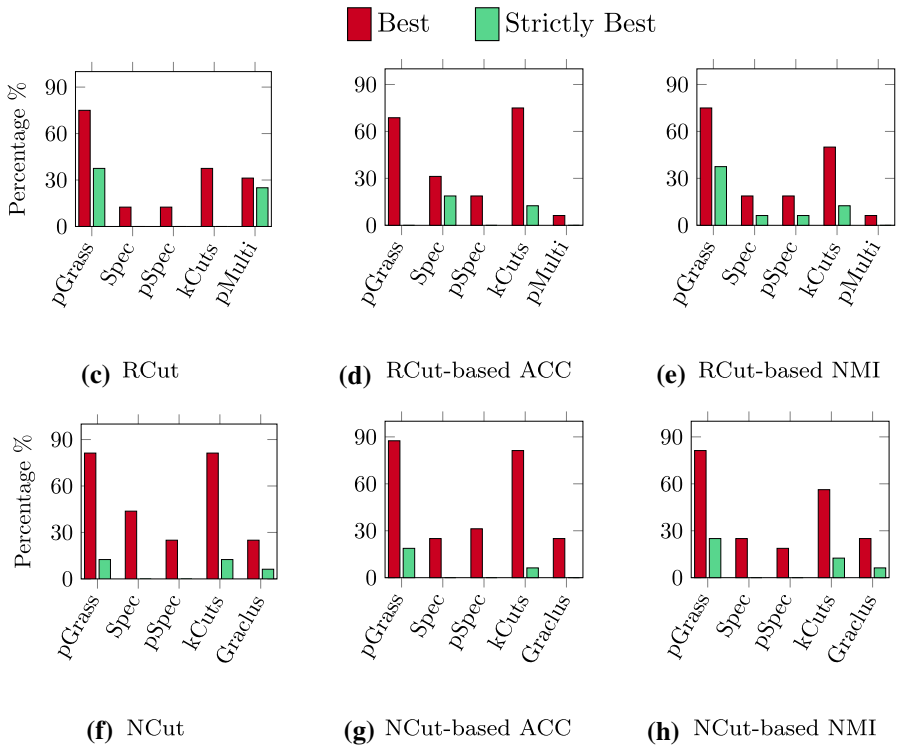 Best Strictly Best
Percentage %
90
60
30
0
pGrass Spec pSpec kCuts pMulti
90
60
30
0
pGrass Spec pSpec kCuts pMulti
90
60
30
0
pGrass Spec pSpec kCuts pMulti
(c) RCut
(d) RCut-based ACC
(e) RCut-based NMI
Percentage %
90
60
30
0
pGrass Spec pSpec kCuts Graclus
90
60
30
0
pGrass Spec pSpec kCuts Graclus
90
60
30
0
pGrass Spec pSpec kCuts Graclus
(f) NCut
(g) NCut-based ACC
(h) NCut-based NMI